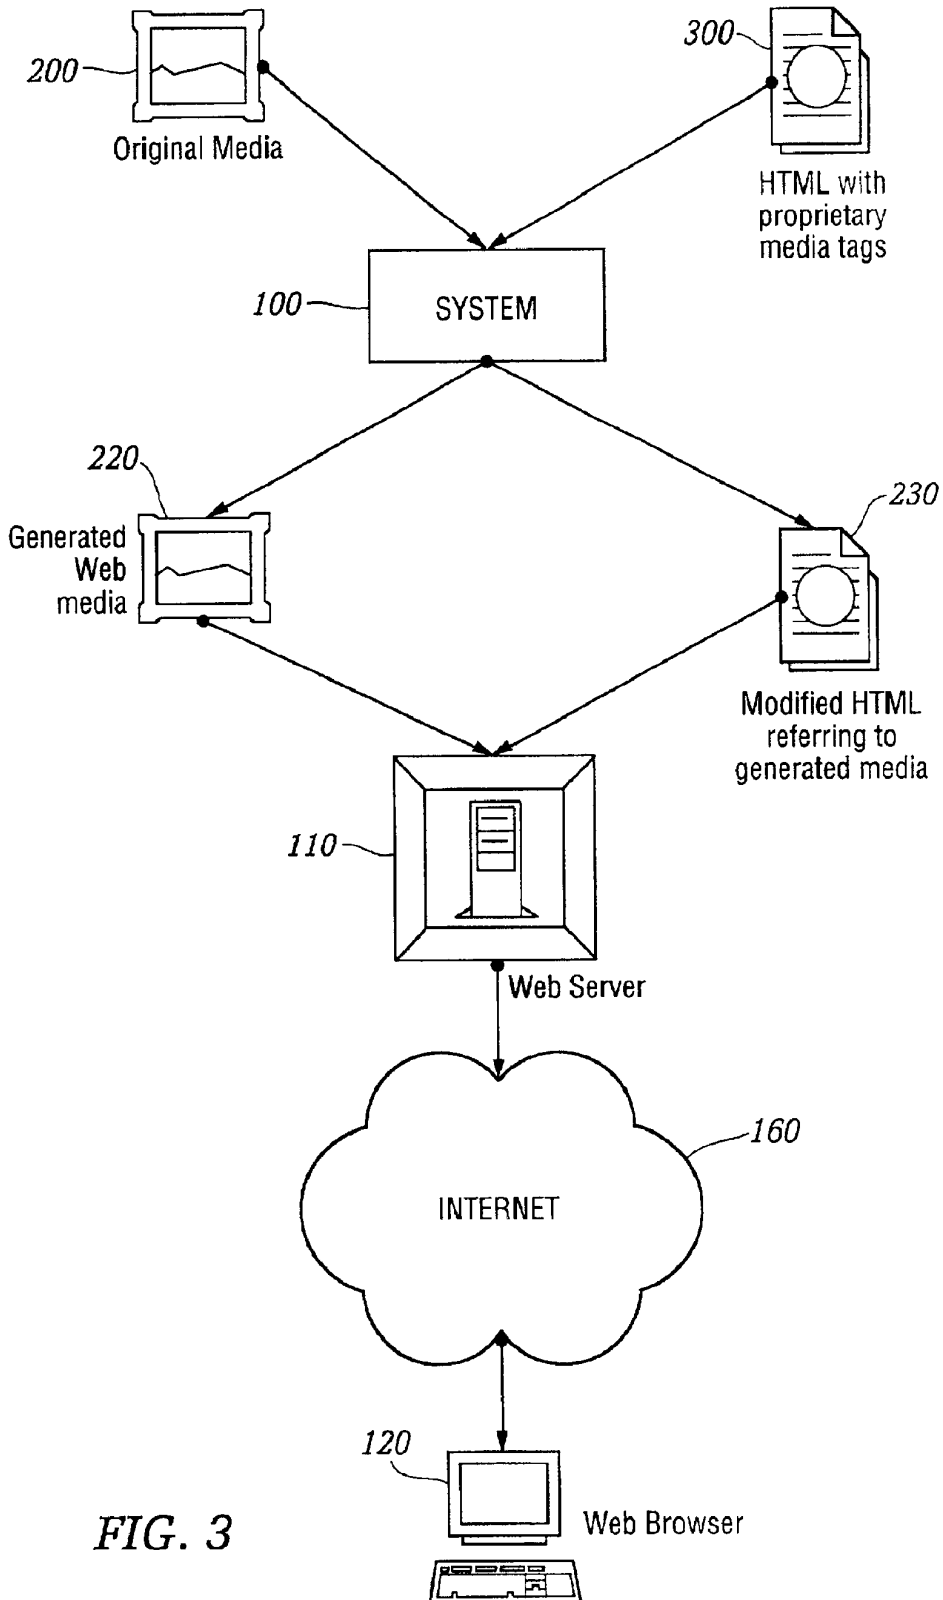 200
Original Media
300
HTML with
proprietary
media tags
100
SYSTEM
220
Generated
Web
media
230
Modified HTML
referring to
generated media
110
Web Server
160
INTERNET
120
Web Browser
FIG. 3